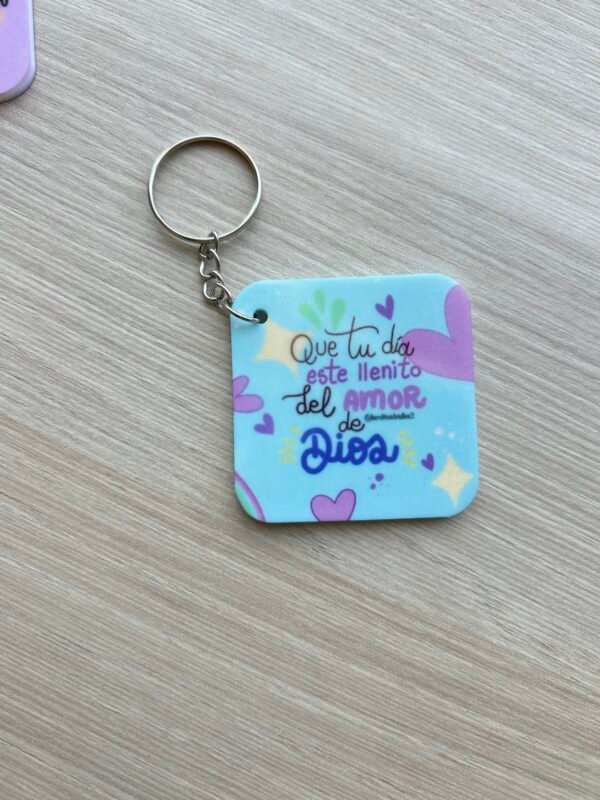 Que tu día
este llenito
del AMOR
de
Dios